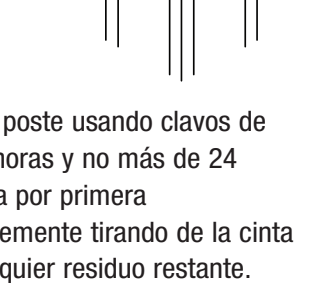 poste usando clavos de
horas y no más de 24
a por primera
emente tirando de la cinta
quier residuo restante.